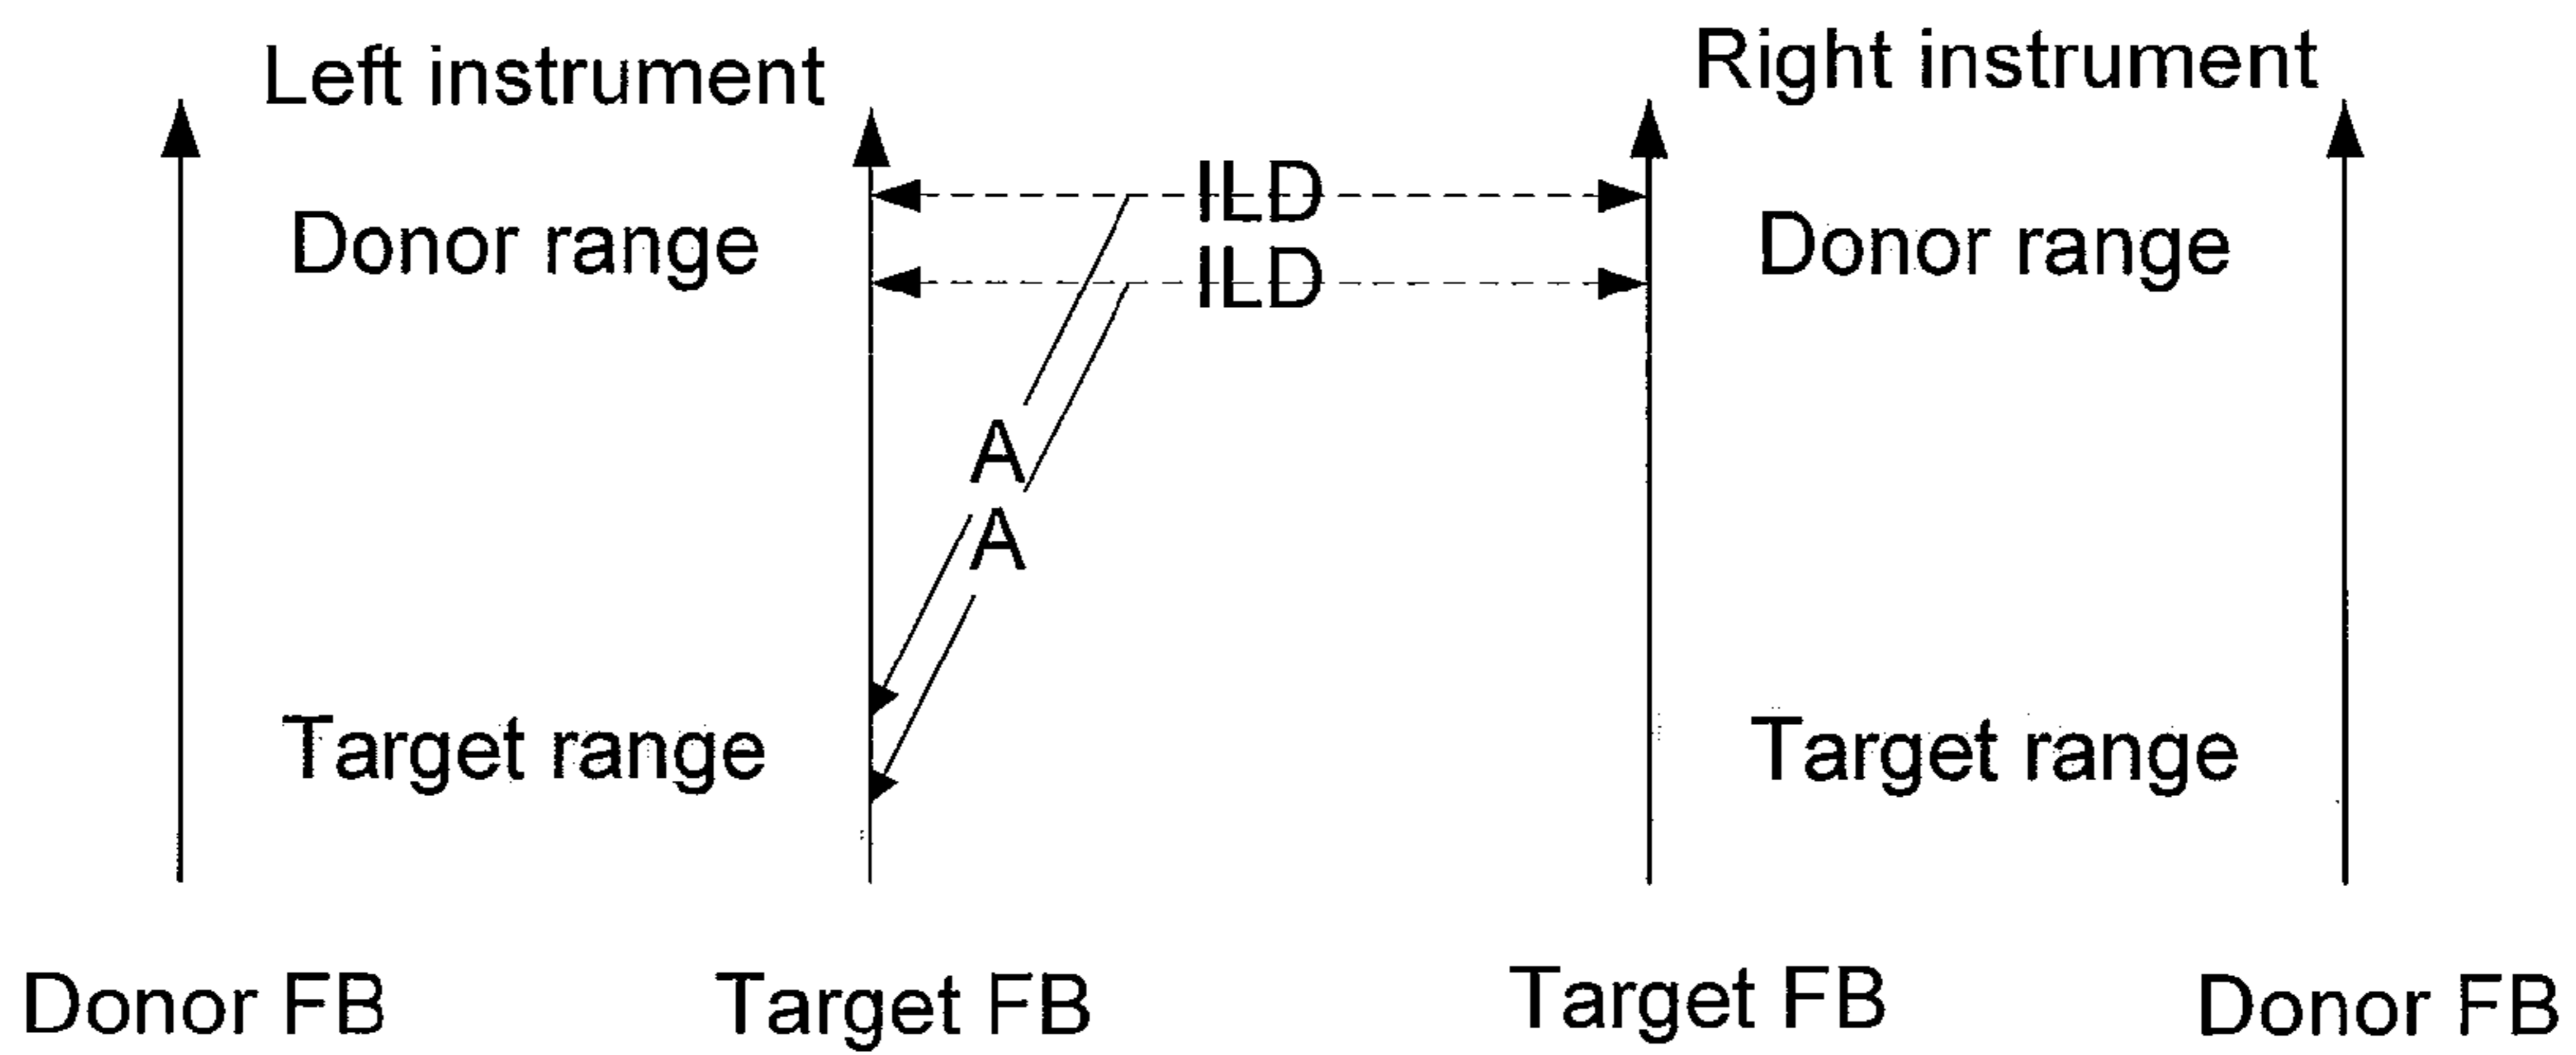 Left instrument
Right instrument
ILD
Donor range
Donor range
ILD
A
A
Target range
Target range
Donor FB
Target FB
Target FB
Donor FB